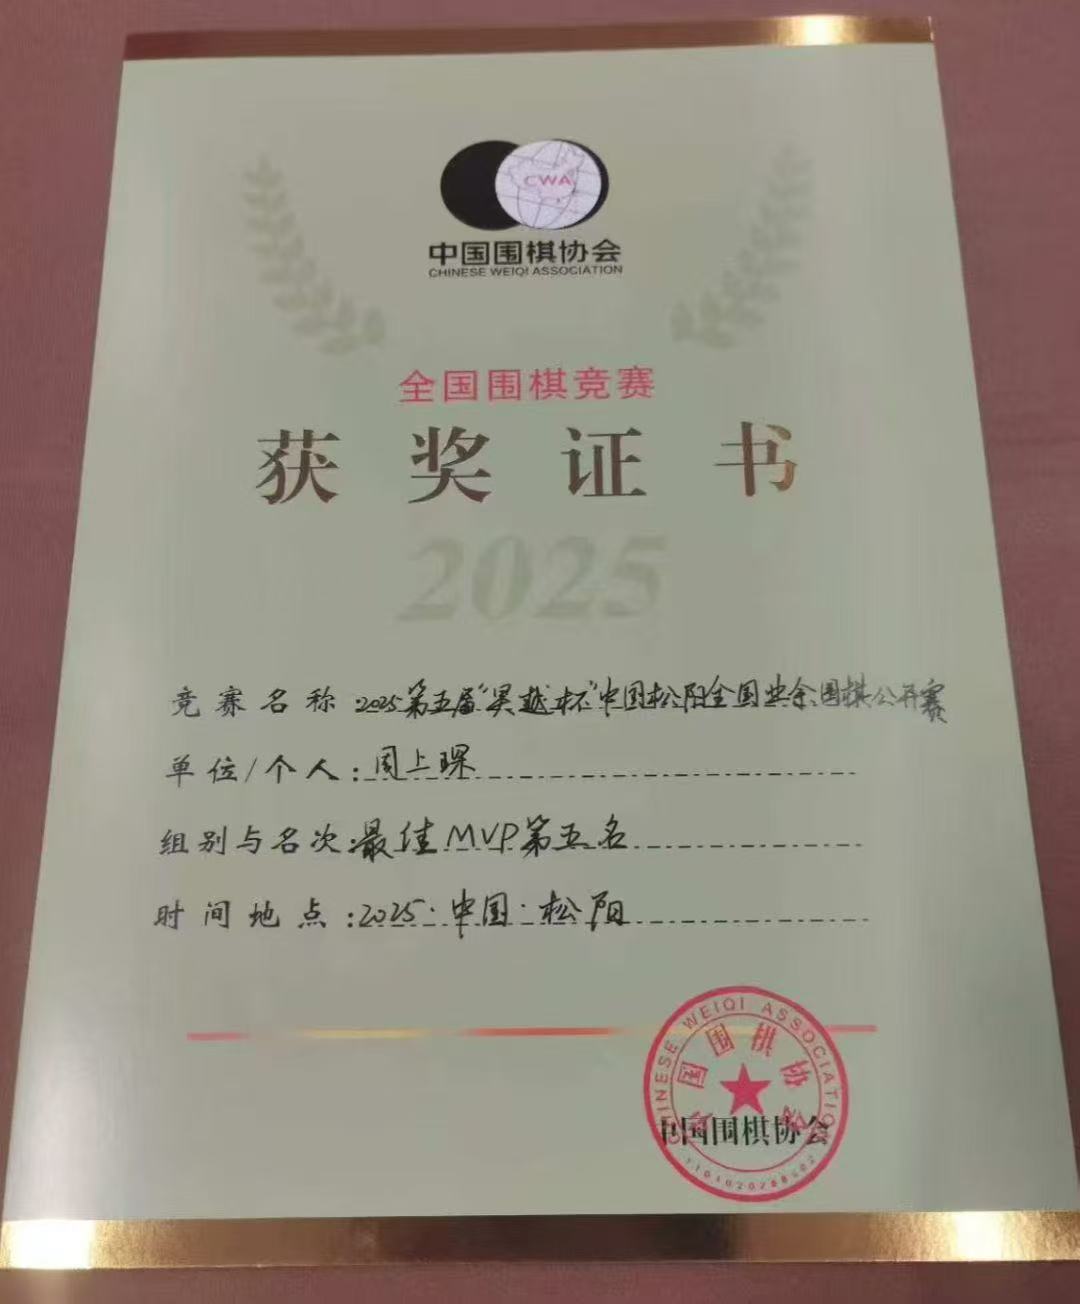 CWA
中国围棋协会
CHINESE WEIQI ASSOCIATION
全国围棋竞赛
获奖证书
2025
竞赛名称 2025第五届“吴越杯”中国松阳全国业余围棋公开赛
单位/个人：周上琛
组别与名次：最佳MVP第五名
时间地点：2025.中国.松阳
CHINESE WEIQI ASSOCIATION
中国围棋协会
中国围棋协会